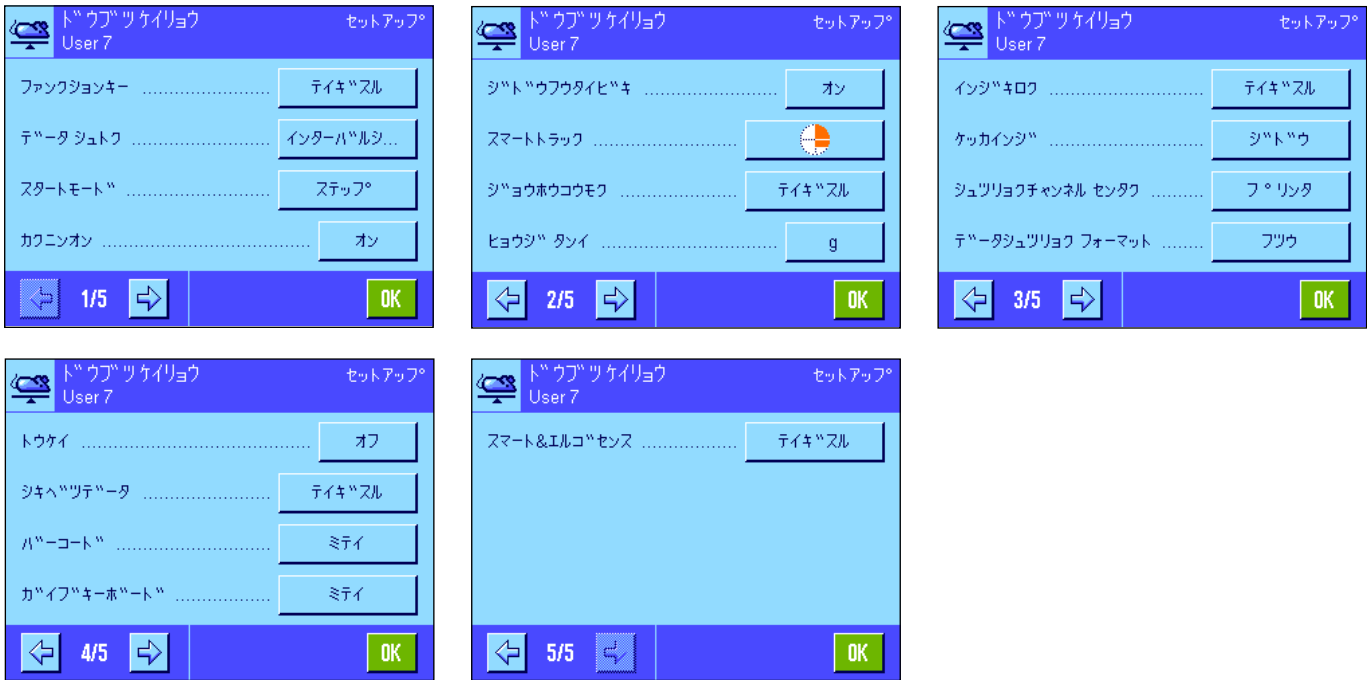 ドウブツケイリョウ セットアップ
User 7
ファンクションキー ........................ テイギスル
データ シュトク ........................ インターバルシ...
スタートモード ........................ ステップ
カクニンオン ........................ オン
1/5 OK
ドウブツケイリョウ セットアップ
User 7
ジドウフウタイビキ ........................ オン
スマートトラック ........................
ジョウホウコウモク ........................ テイギスル
ヒョウジ タンイ ........................ g
2/5 OK
ドウブツケイリョウ セットアップ
User 7
インジキロク ........................ テイギスル
ケッカインジ ........................ ジドウ
シュツリョクチャンネル センタク .......... プリンタ
データシュツリョク フォーマット ........ フツウ
3/5 OK
ドウブツケイリョウ セットアップ
User 7
トウケイ ........................ オフ
シキベツデータ ........................ テイギスル
バーコード ........................ ミテイ
ガイブキーボード .................. ミテイ
4/5 OK
ドウブツケイリョウ セットアップ
User 7
スマート&エルゴセンス .................. テイギスル
5/5 OK